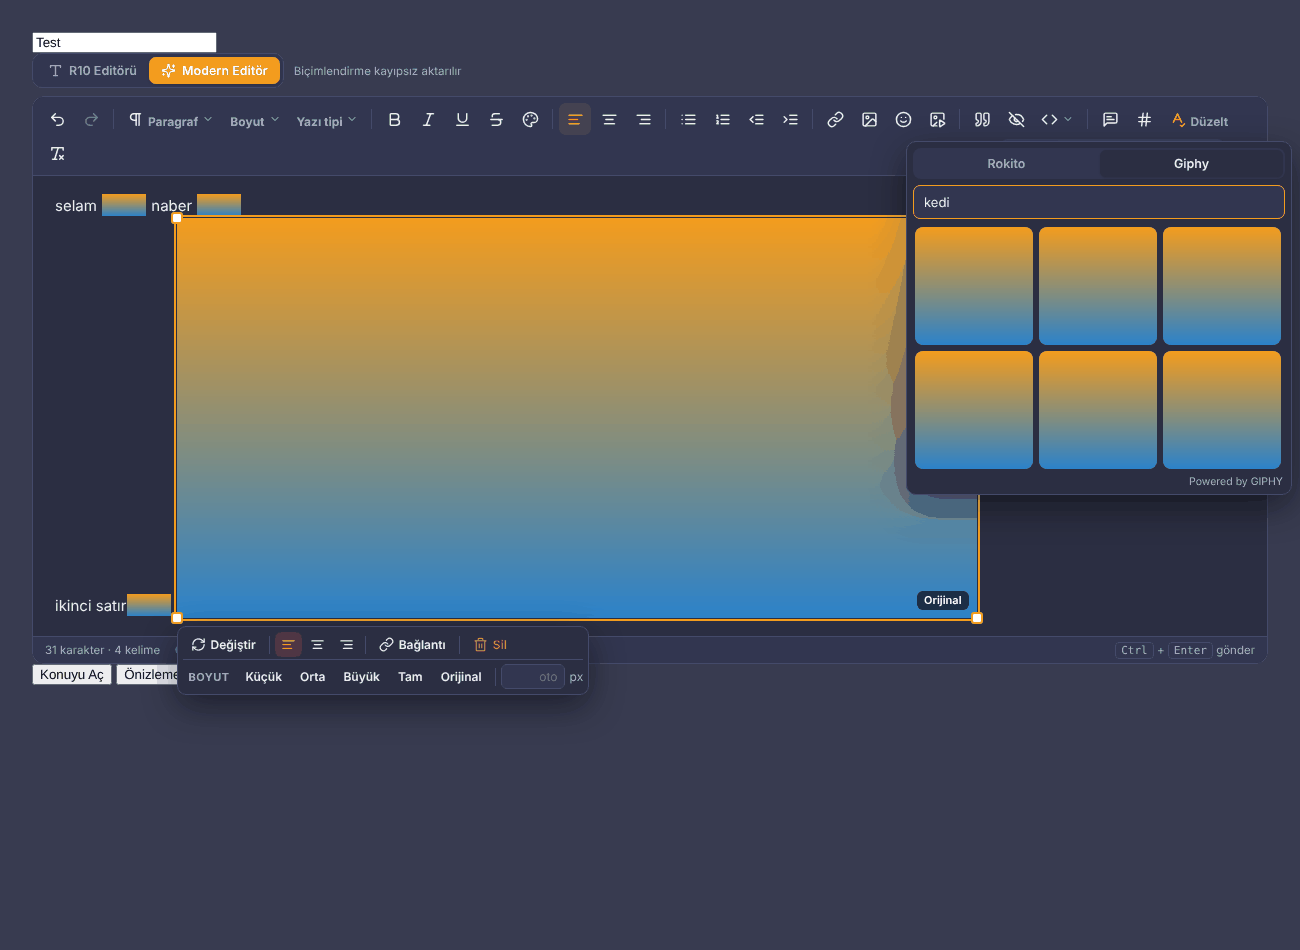 Test
R10 Editörü Modern Editör Biçimlendirme kayıpsız aktarılır
Paragraf Boyut Yazı tipi Düzelt
Rokito Giphy
kedi
Powered by GIPHY
selam naber
ikinci satır
Orijinal
31 karakter · 4 kelime
Ctrl + Enter gönder
Değiştir Bağlantı Sil
BOYUT Küçük Orta Büyük Tam Orijinal oto px
Konuyu Aç Önizleme